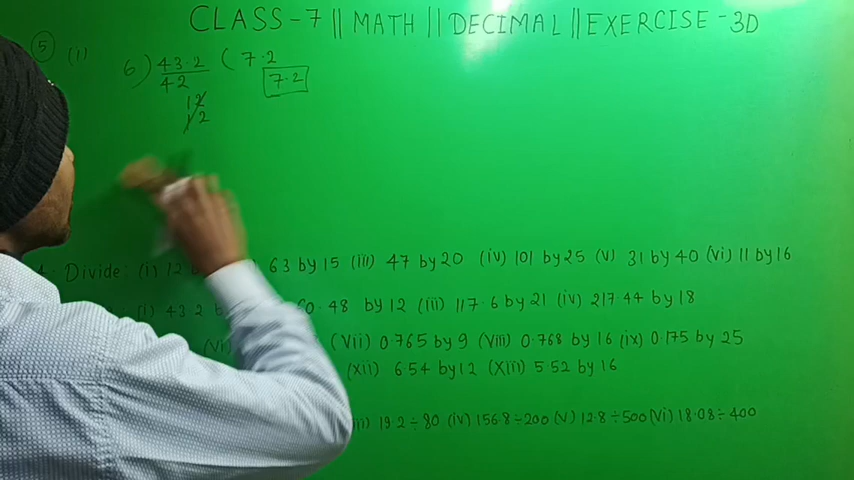 CLASS-7 || MATH || DECIMAL || EXERCISE-3D
5 (i) 6) 43.2 ( 7.2
42 7.2
12
12
Divide: (i) 12 63 by 15 (iii) 47 by 20 (iv) 101 by 25 (v) 31 by 40 (vi) 11 by 16
(i) 43.2 b 60.48 by 12 (iii) 117.6 by 21 (iv) 217.44 by 18
(vi) (vii) 0.765 by 9 (viii) 0.768 by 16 (ix) 0.175 by 25
(xii) 6.54 by 12 (xiii) 5.52 by 16
19.2÷80 (iv) 156.8÷200 (v) 12.8÷500 (vi) 18.08÷400